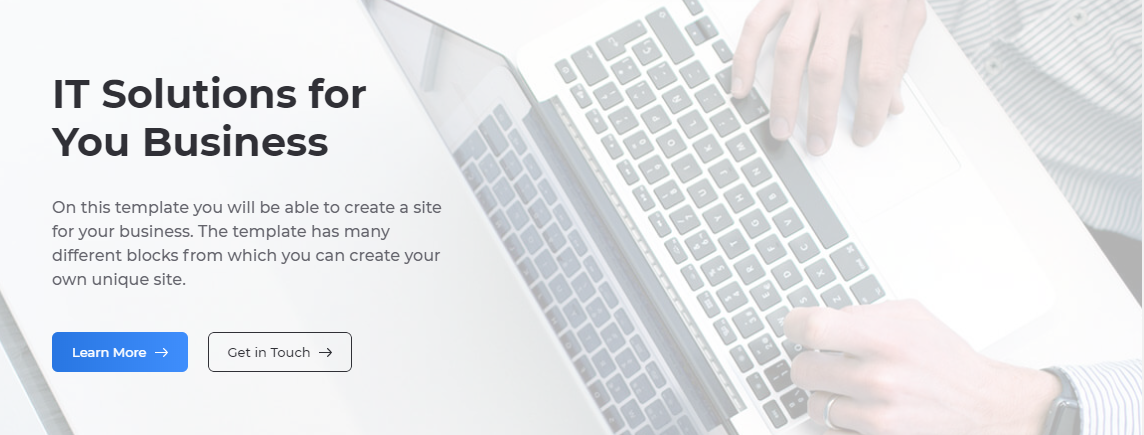 IT Solutions for
You Business
On this template you will be able to create a site
for your business. The template has many
different blocks from which you can create your
own unique site.
Learn More →
Get in Touch →